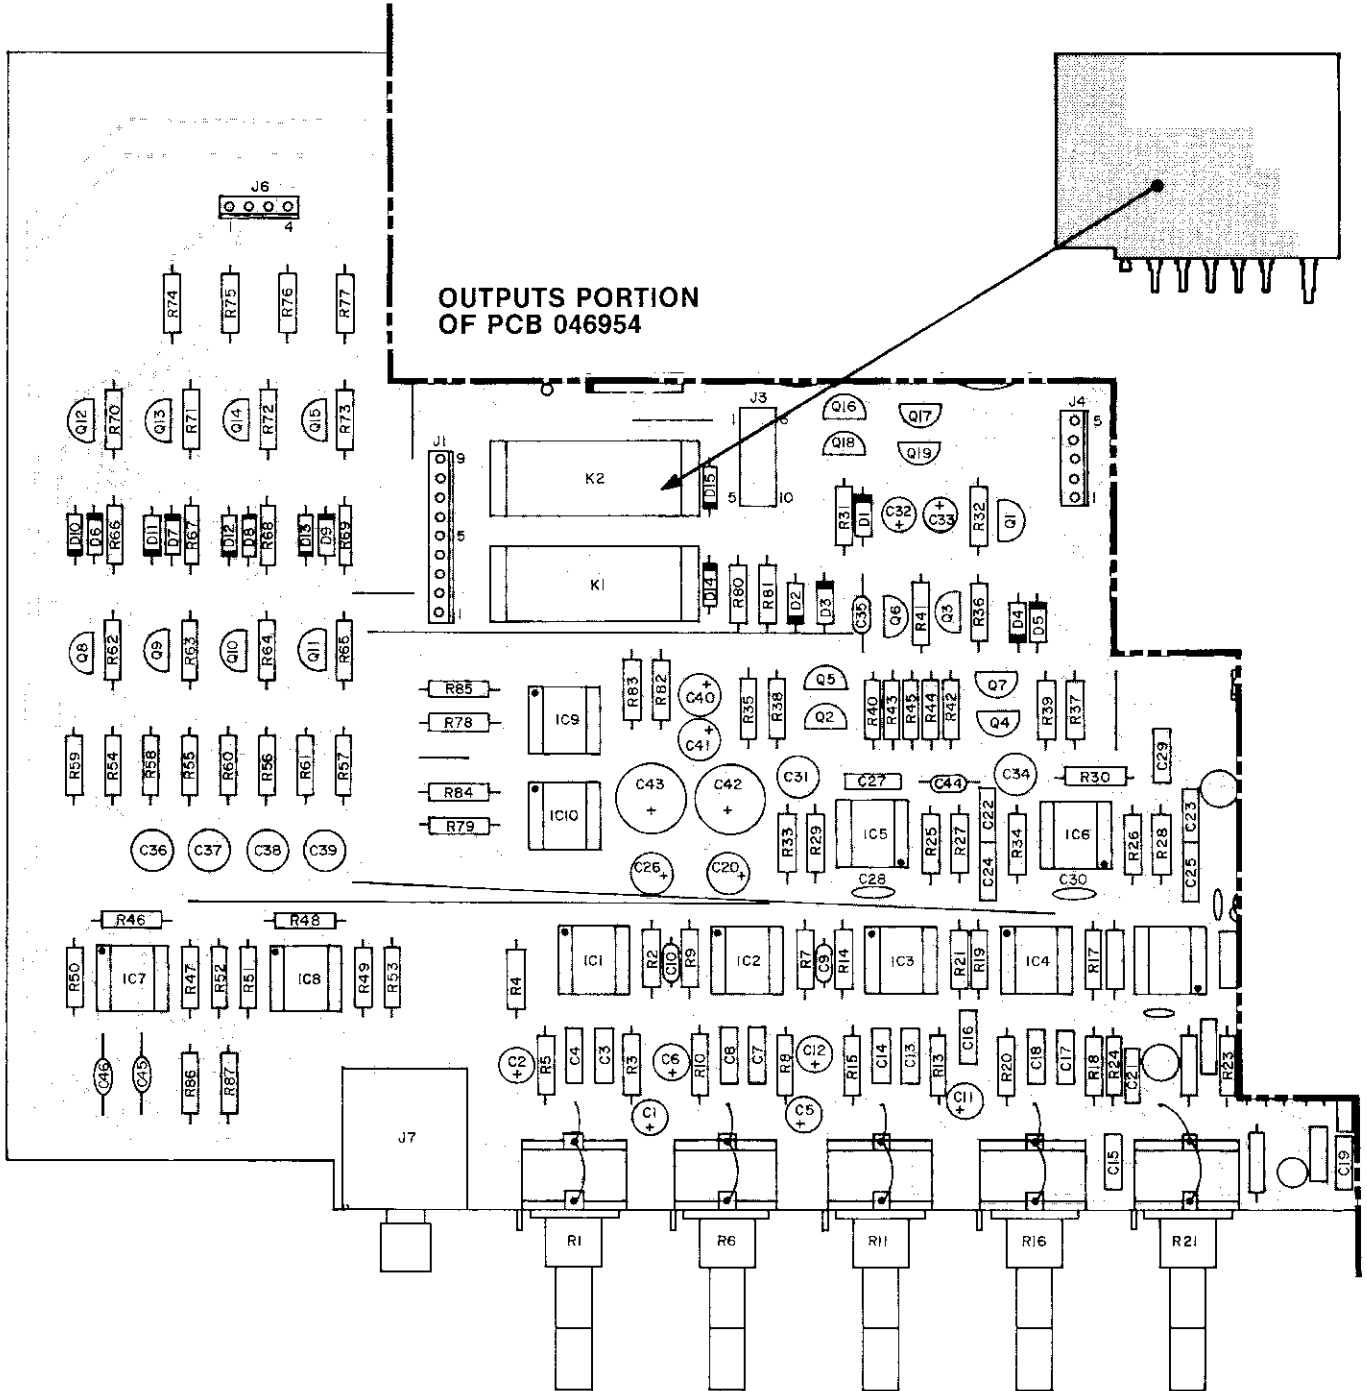 J6
1 4
R74 R75 R76 R77
OUTPUTS PORTION
OF PCB 046954
Q12 R70 Q13 R71 Q14 R72 Q15 R73
J1
9
5
1
K2
D15
J3
1 6
5 10
Q16 Q17
Q18 Q19
J4
5
1
D10 D6 R66 D11 D7 R67 D12 D8 R68 D13 D9 R69
R31 D1 C32 + C33 + R32 Q1
K1
D14 R80 R81 D2 D3 C35 Q6 R41 Q3 R36 D4 D5
Q8 R62 Q9 R63 Q10 R64 Q11 R65
R85
R78
IC9
R83 R82 C40 + C41 + R35 R38
Q5
Q2
R40 R43 R45 R44 R42
Q7
Q4
R39 R37
C29
R59 R54 R58 R55 R60 R56 R61 R57
R84
R79
IC10
C43 + C42 + C31 C27 C44 C34 R30
C36 C37 C38 C39
R33 R29 IC5 R25 R27 C22 C24 R34 IC6 R26 R28 C23 C25
C26 + C20 + C28 C30
R46 R48
R50 IC7 R47 R52 R51 IC8 R49 R53
R4 IC1 R2 C10 R9 IC2 R7 C9 R14 IC3 R21 R19 IC4 R17
C46 C45 R86 R87
C2 + R5 C4 C3 R3 C6 + R10 C8 C7 R8 C12 + R15 C14 C13 R13 C16 R20 C18 C17 R18 R24 C21 R23
C1 + C5 + C11 +
J7
C15 C19
R1 R6 R11 R16 R21